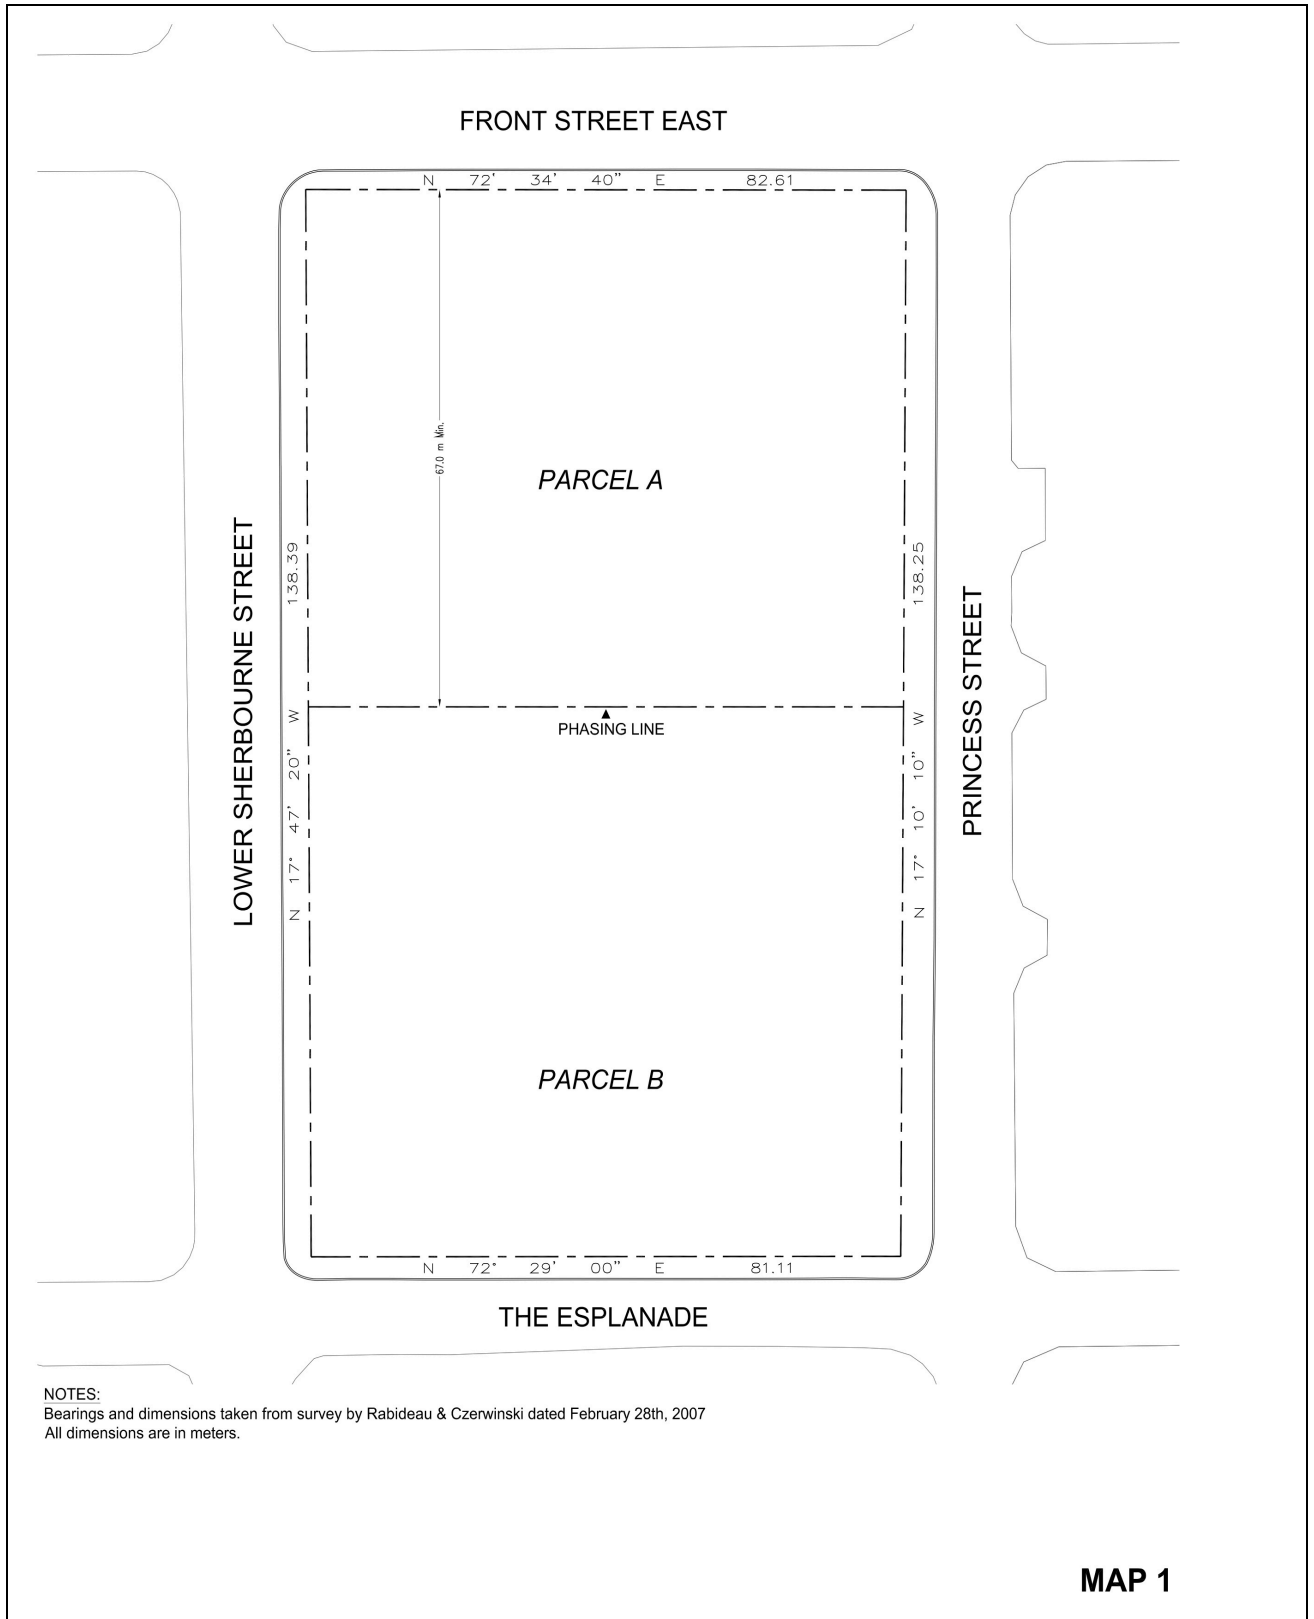 FRONT STREET EAST
N 72' 34' 40" E 82.61
67.0 m Min.
PARCEL A
LOWER SHERBOURNE STREET
N 17° 47' 20" W 138.39
N 17° 10' 10" W 138.25
PRINCESS STREET
PHASING LINE
PARCEL B
N 72° 29' 00" E 81.11
THE ESPLANADE
NOTES:
Bearings and dimensions taken from survey by Rabideau & Czerwinski dated February 28th, 2007
All dimensions are in meters.
MAP 1